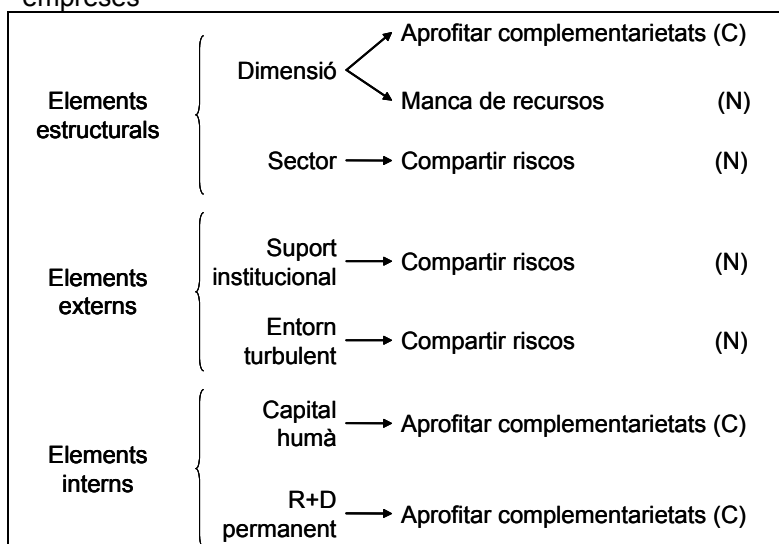 empreses
Elements
estructurals
Dimensió
Aprofitar complementarietats (C)
Manca de recursos (N)
Sector
Compartir riscos (N)
Elements
externs
Suport
institucional
Compartir riscos (N)
Entorn
turbulent
Compartir riscos (N)
Elements
interns
Capital
humà
Aprofitar complementarietats (C)
R+D
permanent
Aprofitar complementarietats (C)